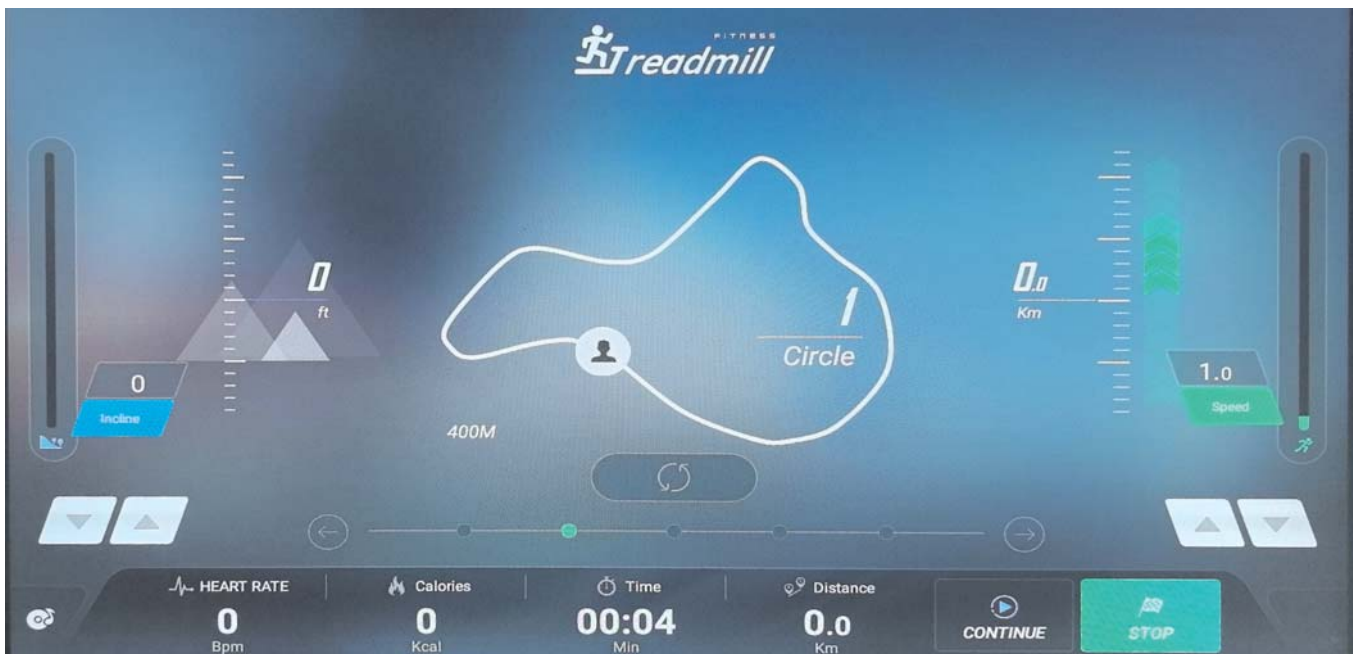 FITNESS
Treadmill
0
ft
0.0
Km
1
Circle
0
Incline
1.0
Speed
400M
HEART RATE
Calories
Time
Distance
0
0
00:04
0.0
Bpm
Kcal
Min
Km
CONTINUE
STOP